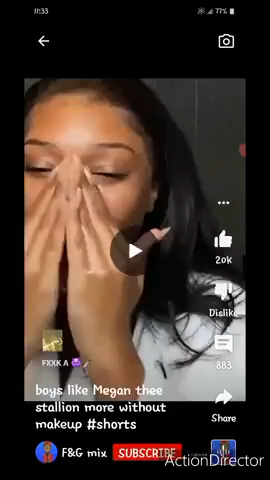 11:33
77%
20k
Dislik
883
FXXK A
boys like Megan thee
stallion more without
makeup #shorts
Share
F&G mix
SUBSCRIBE
ActionDirector